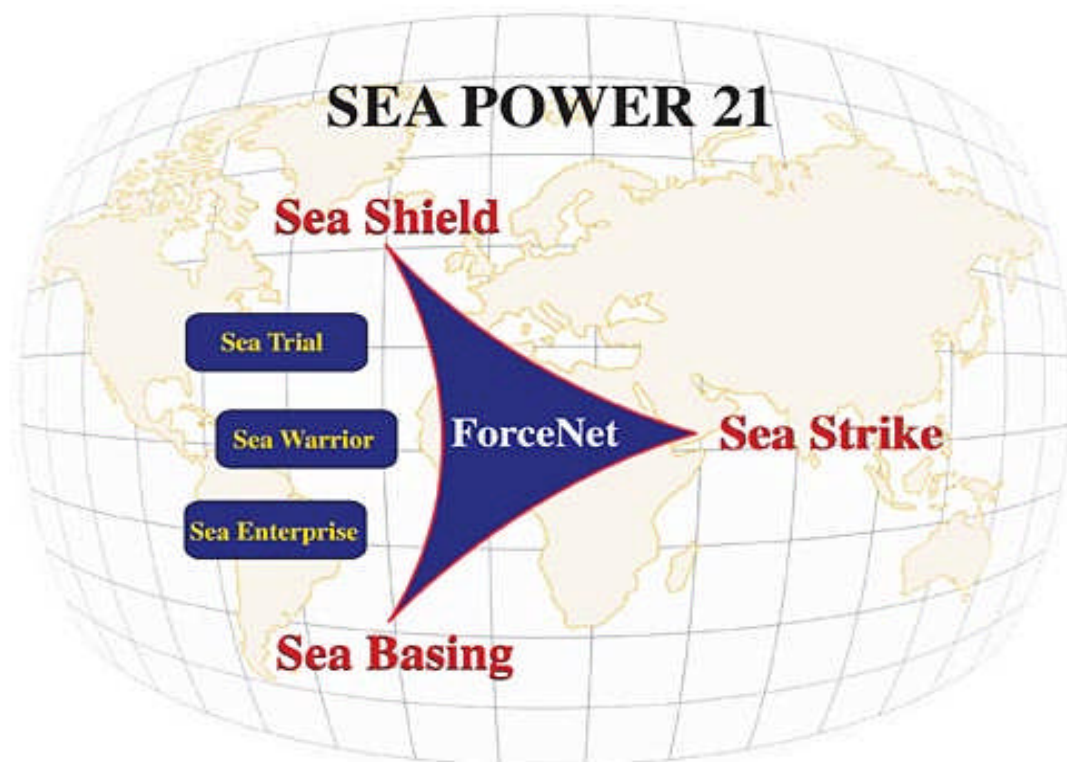 SEA POWER 21
Sea Shield
Sea Trial
Sea Warrior
ForceNet
Sea Strike
Sea Enterprise
Sea Basing